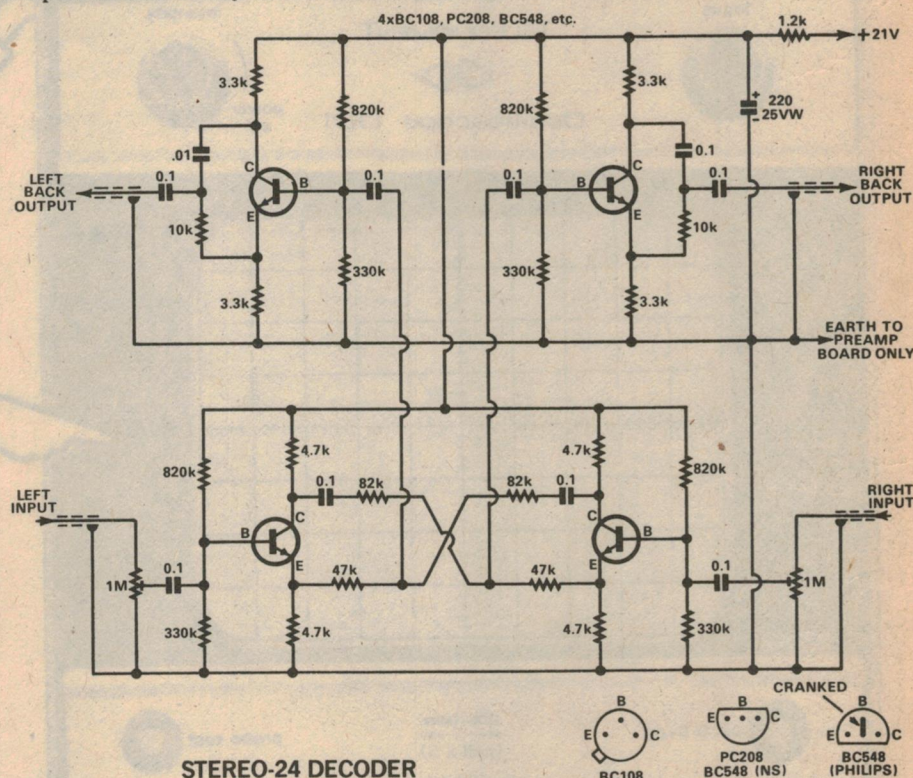 4xBC108, PC208, BC548, etc.
1.2k
+21V
3.3k
820k
820k
3.3k
+
220
25VW
-
.01
0.1
C
B
E
0.1
0.1
B
C
E
0.1
0.1
LEFT
BACK
OUTPUT
RIGHT
BACK
OUTPUT
10k
330k
330k
10k
3.3k
3.3k
EARTH TO
PREAMP
BOARD ONLY
820k
4.7k
4.7k
820k
0.1
82k
82k
0.1
LEFT
INPUT
RIGHT
INPUT
B
C
E
C
B
E
1M
0.1
47k
47k
0.1
1M
330k
4.7k
4.7k
330k
CRANKED
B
E
C
BC108
B
E
C
PC208
BC548 (NS)
B
E
C
BC548
(PHILIPS)
STEREO-24 DECODER